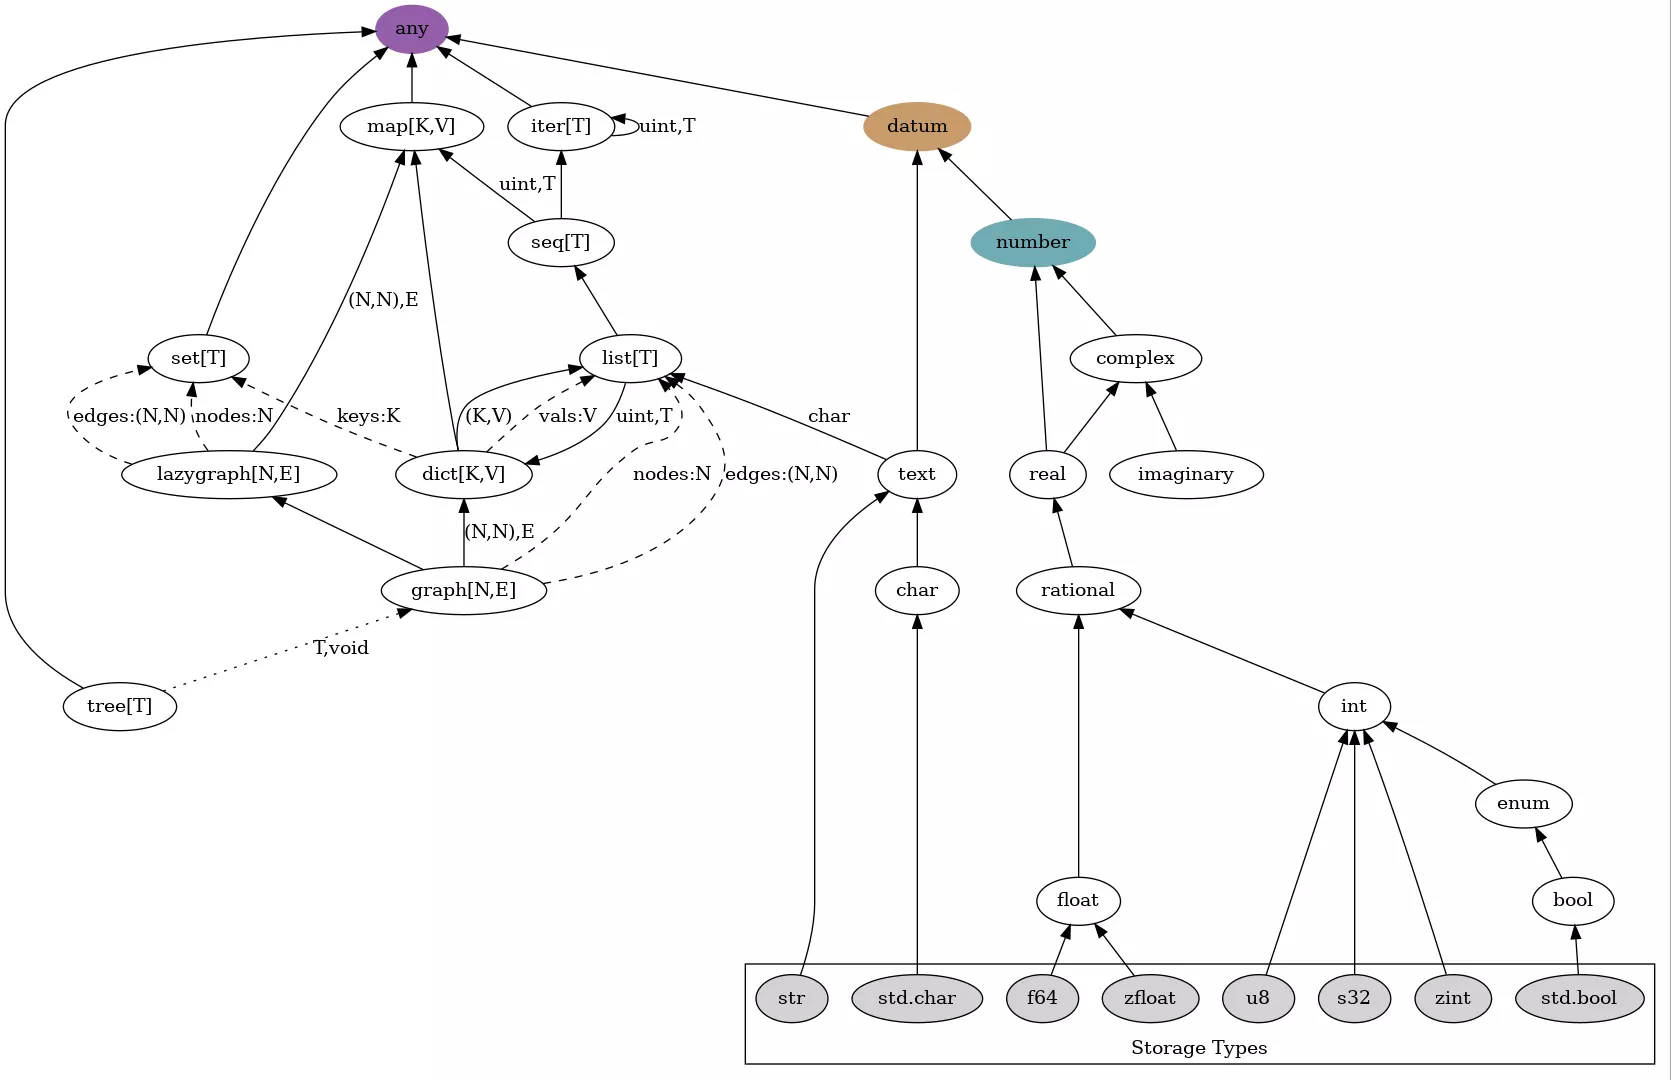 any
map[K,V]
iter[T]
uint,T
datum
uint,T
seq[T]
number
(N,N),E
set[T]
list[T]
complex
edges:(N,N)
nodes:N
keys:K
(K,V)
vals:V
uint,T
char
lazygraph[N,E]
dict[K,V]
nodes:N
edges:(N,N)
text
real
imaginary
(N,N),E
graph[N,E]
char
rational
T,void
tree[T]
int
enum
float
bool
str
std.char
f64
zfloat
u8
s32
zint
std.bool
Storage Types